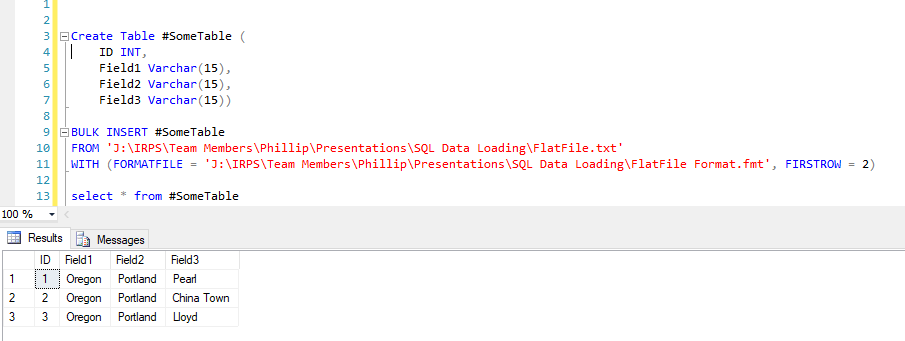 1
2
3 Create Table #SomeTable (
4 ID INT,
5 Field1 Varchar(15),
6 Field2 Varchar(15),
7 Field3 Varchar(15))
8
9 BULK INSERT #SomeTable
10 FROM 'J:\IRPS\Team Members\Phillip\Presentations\SQL Data Loading\FlatFile.txt'
11 WITH (FORMATFILE = 'J:\IRPS\Team Members\Phillip\Presentations\SQL Data Loading\FlatFile Format.fmt', FIRSTROW = 2)
12
13 select * from #SomeTable
100 %
Results Messages
ID Field1 Field2 Field3
1 1 Oregon Portland Pearl
2 2 Oregon Portland China Town
3 3 Oregon Portland Lloyd